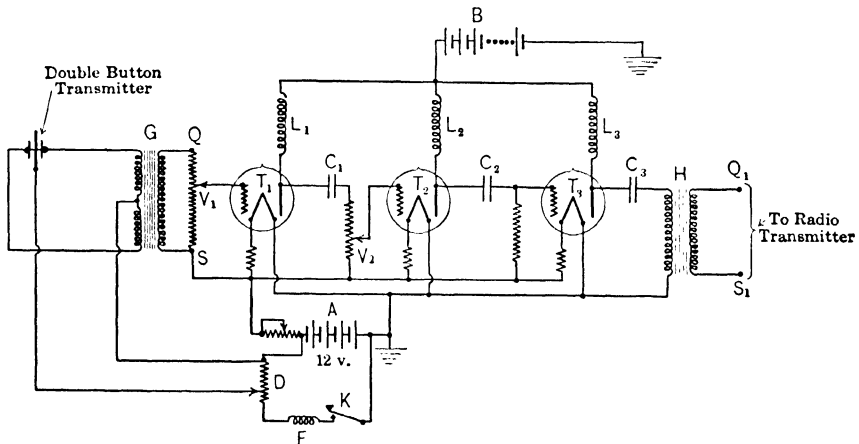 B
Double Button
Transmitter
G
Q
L1
L2
L3
T1
C1
T2
C2
T3
C3
H
Q1
V1
V2
To Radio
Transmitter
S
S1
A
12 v.
D
K
F